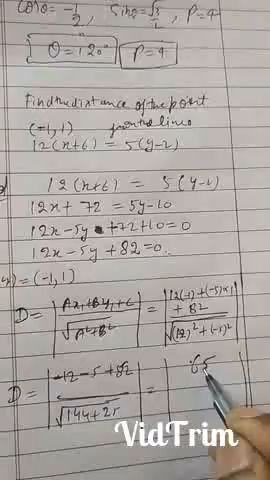 cosθ = -1/2, sinθ = √3/2, P=4
θ = 120° P=4
Find the distance of the point
(-1,1) from the line
12(x+6) = 5(y-2)
12(x+6) = 5(y-2)
12x + 72 = 5y-10
12x - 5y + 72+10=0
12x - 5y + 82=0
= (-1, 1)
D = |Ax₁+By₁+C / √A²+B²| = |12(-1)+(-5)×1 + 82 / √(12)²+(-5)²|
D = |-12-5+82 / √144+25| = |65
VidTrim